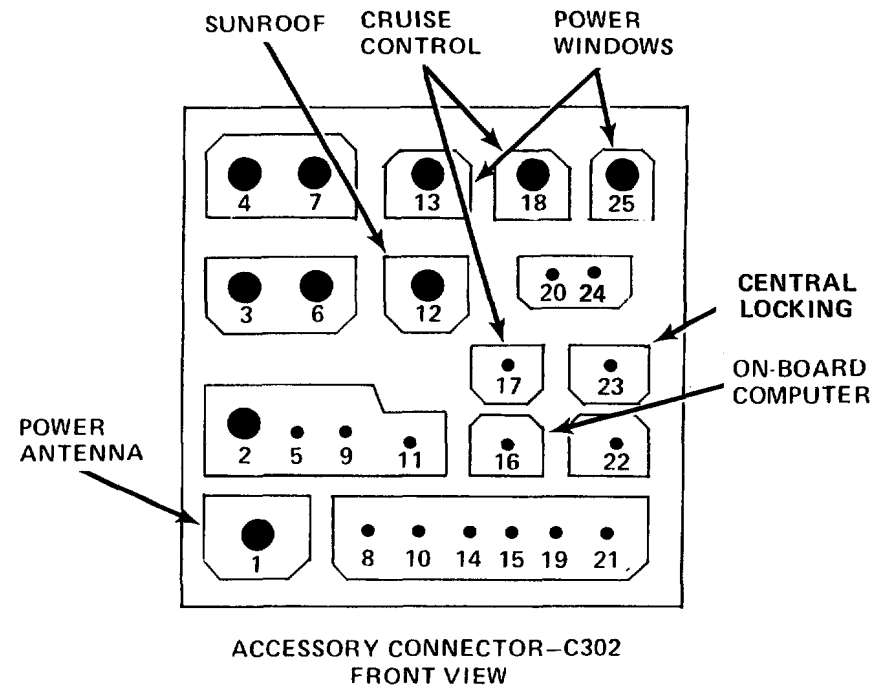 SUNROOF
CRUISE
CONTROL
POWER
WINDOWS
4 7 13 18 25
3 6 12 20 24
CENTRAL
LOCKING
17 23
ON-BOARD
COMPUTER
POWER
ANTENNA
2 5 9 11 16 22
1 8 10 14 15 19 21
ACCESSORY CONNECTOR–C302
FRONT VIEW